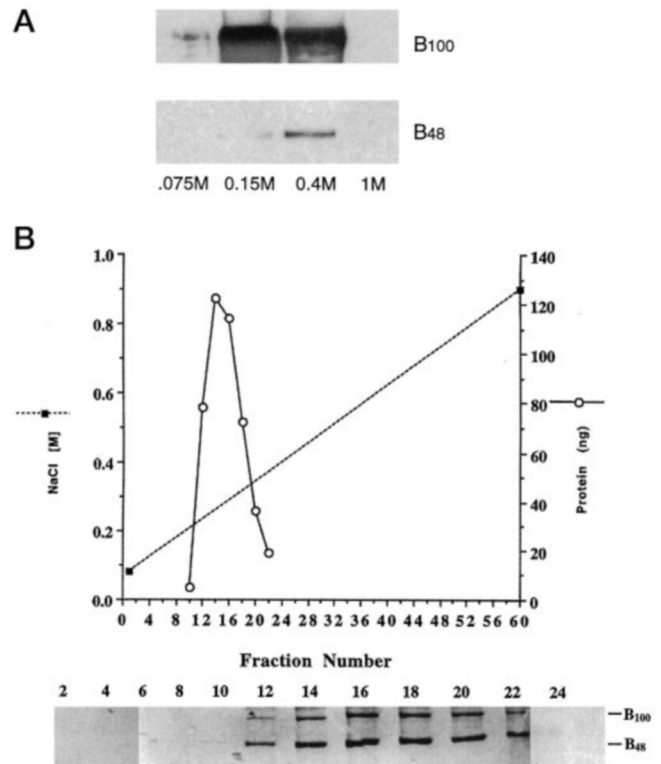 A
B100
B48
.075M 0.15M 0.4M 1M
B
1.0
0.8
0.6
0.4
0.2
0.0
NaCl [M]
140
120
100
80
60
40
20
0
Protein (ng)
0 4 8 12 16 20 24 28 32 36 40 44 48 52 56 60
Fraction Number
2 4 6 8 10 12 14 16 18 20 22 24
B100
B48